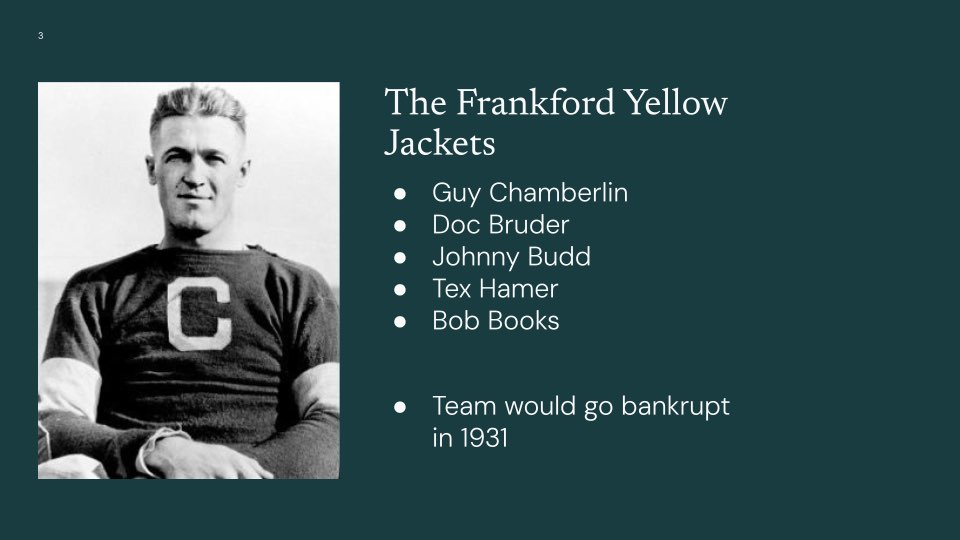 3
The Frankford Yellow
Jackets
● Guy Chamberlin
● Doc Bruder
● Johnny Budd
● Tex Hamer
● Bob Books
● Team would go bankrupt
in 1931
C